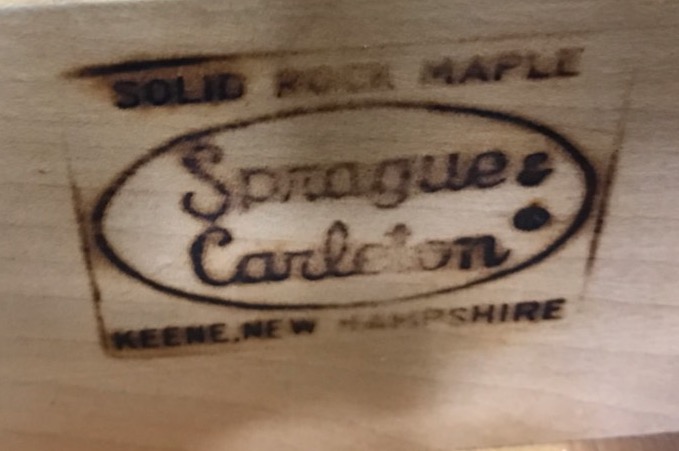 SOLID ROCK MAPLE
Sprague &
Carleton
KEENE, NEW HAMPSHIRE